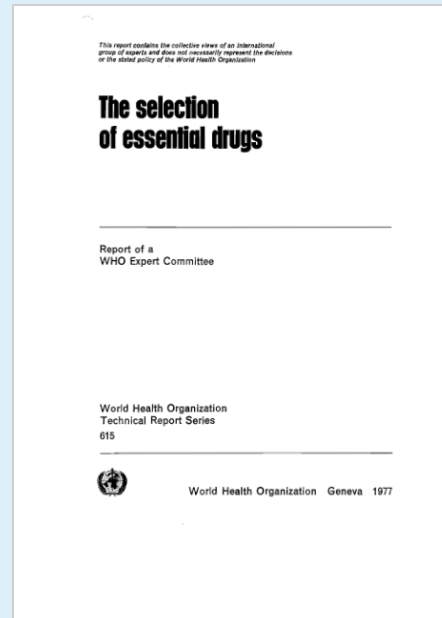 This report contains the collective views of an international
group of experts and does not necessarily represent the decisions
or the stated policy of the World Health Organization
The selection
of essential drugs
Report of a
WHO Expert Committee
World Health Organization
Technical Report Series
615
World Health Organization Geneva 1977